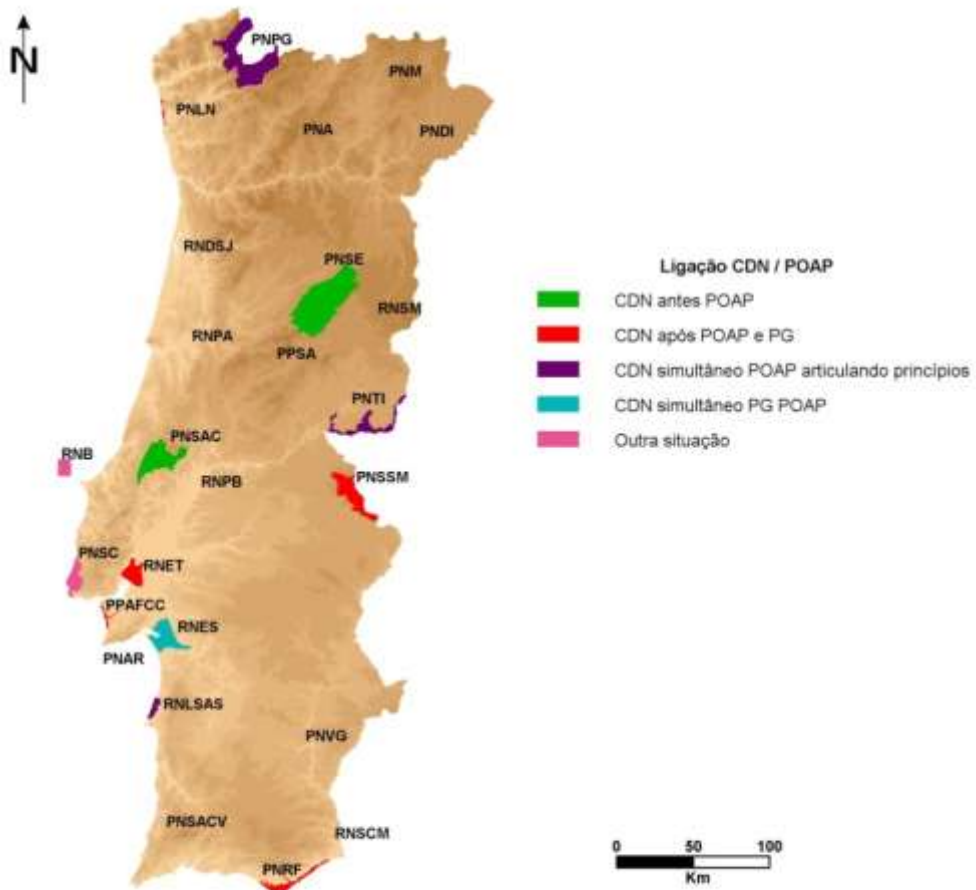 N
PNPG
PNM
PNLN
PNA
PNDI
RNDSJ
PNSE
RNSM
RNPA
PPSA
PNTI
PNSAC
RNB
RNPB
PNSSM
PNSC
RNET
PPAFCC
RNES
PNAR
RNLSAS
PNVG
PNSACV
RNSCM
PNRF
Ligação CDN / POAP
CDN antes POAP
CDN após POAP e PG
CDN simultâneo POAP articulando princípios
CDN simultâneo PG POAP
Outra situação
0 50 100
Km